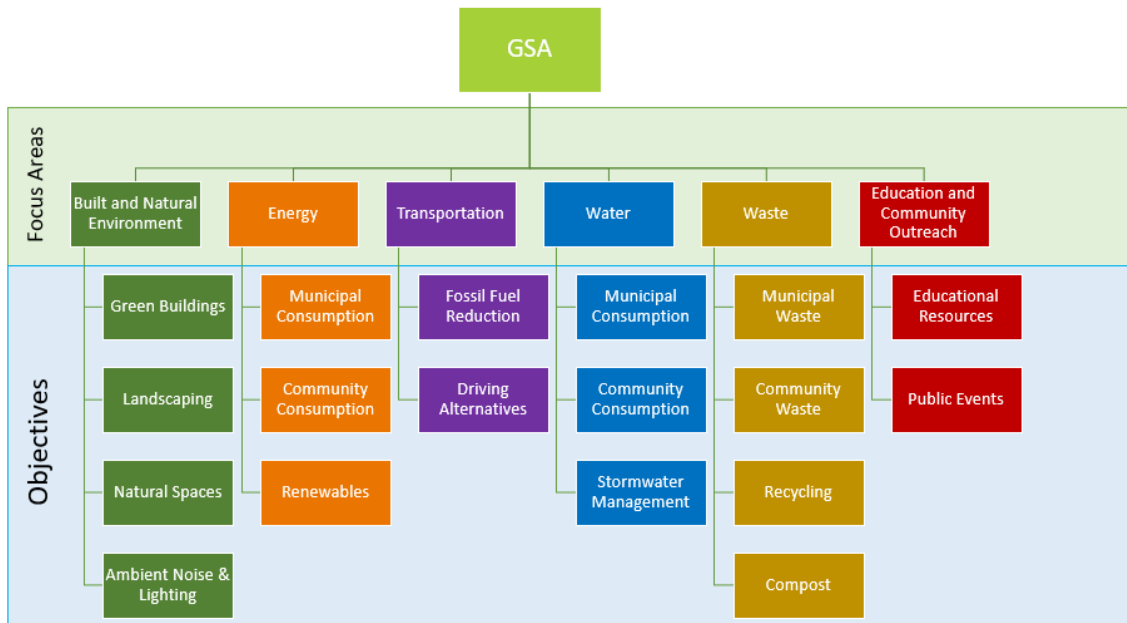 GSA
Focus Areas
Built and Natural
Environment
Energy
Transportation
Water
Waste
Education and
Community
Outreach
Objectives
Green Buildings
Landscaping
Natural Spaces
Ambient Noise &
Lighting
Municipal
Consumption
Community
Consumption
Renewables
Fossil Fuel
Reduction
Driving
Alternatives
Municipal
Consumption
Community
Consumption
Stormwater
Management
Municipal
Waste
Community
Waste
Recycling
Compost
Educational
Resources
Public Events